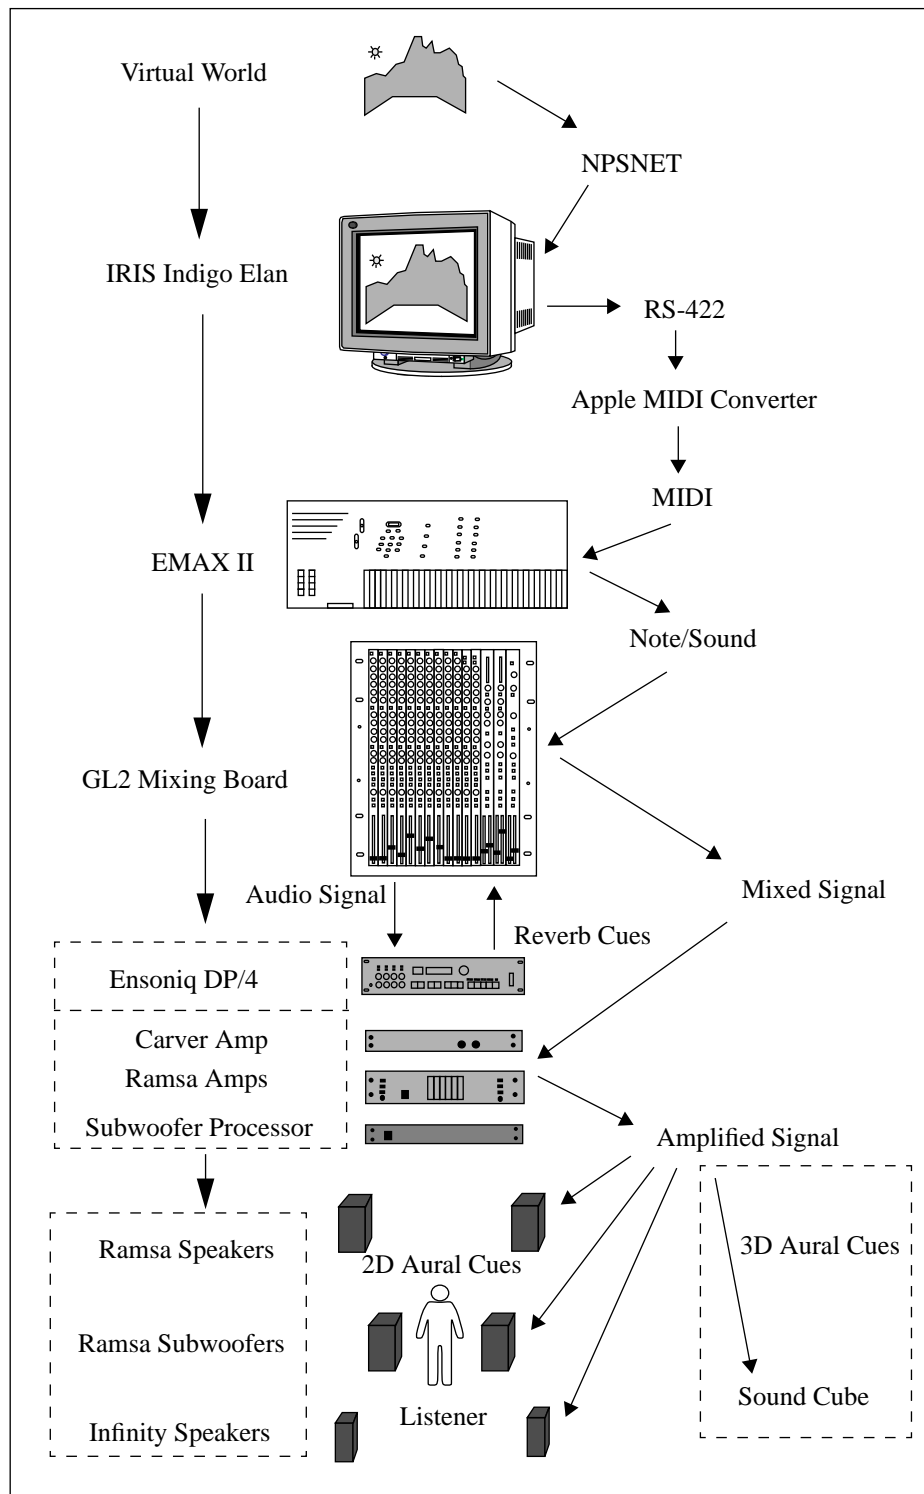 Virtual World
NPSNET
IRIS Indigo Elan
RS-422
Apple MIDI Converter
MIDI
EMAX II
Note/Sound
GL2 Mixing Board
Audio Signal
Mixed Signal
Reverb Cues
Ensoniq DP/4
Carver Amp
Ramsa Amps
Subwoofer Processor
Amplified Signal
Ramsa Speakers
3D Aural Cues
2D Aural Cues
Ramsa Subwoofers
Sound Cube
Listener
Infinity Speakers